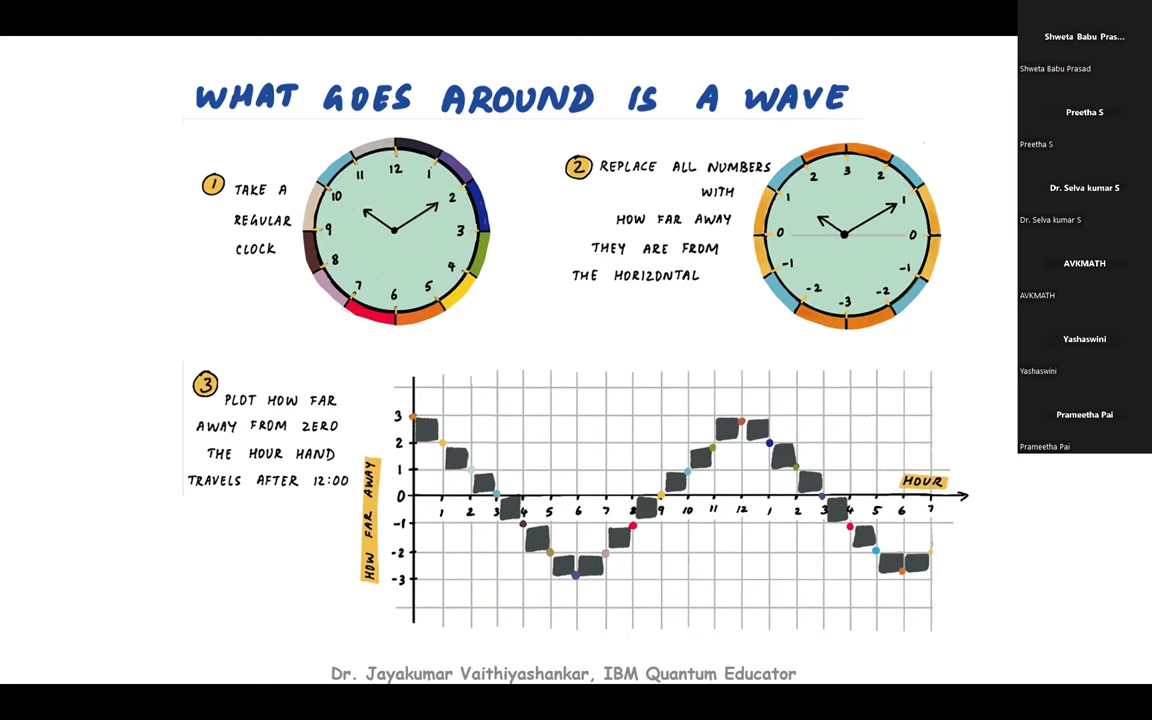 WHAT GOES AROUND IS A WAVE
1
TAKE A
REGULAR
CLOCK
12
1
2
3
4
5
6
7
8
9
10
11
2
REPLACE ALL NUMBERS
WITH
HOW FAR AWAY
THEY ARE FROM
THE HORIZONTAL
3
2
1
0
-1
-2
-3
-2
-1
0
1
2
3
PLOT HOW FAR
AWAY FROM ZERO
THE HOUR HAND
TRAVELS AFTER 12:00
HOW FAR AWAY
3
2
1
0
-1
-2
-3
HOUR
1 2 3 4 5 6 7 8 9 10 11 12 1 2 3 4 5 6 7
Dr. Jayakumar Vaithiyashankar, IBM Quantum Educator
Shweta Babu Pras...
Shweta Babu Prasad
Preetha S
Preetha S
Dr. Selva kumar S
Dr. Selva kumar S
AVKMATH
AVKMATH
Yashaswini
Yashaswini
Prameetha Pai
Prameetha Pai